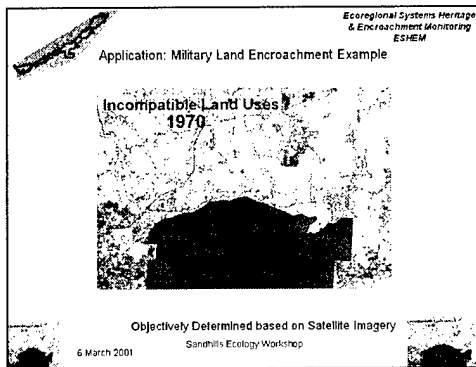 Ecoregional Systems Heritage
& Encroachment Monitoring
ESHEM
Application: Military Land Encroachment Example
Incompatible Land Uses
1970
Objectively Determined based on Satellite Imagery
Sandhills Ecology Workshop
6 March 2001